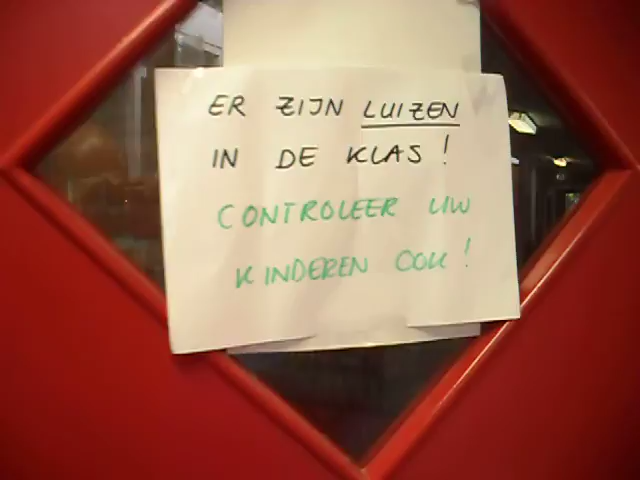 ER ZIJN LUIZEN
IN DE KLAS!
CONTROLEER UW
KINDEREN OOK!